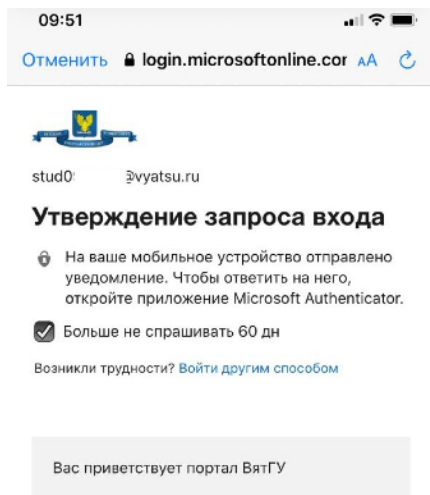 09:51
Отменить login.microsoftonline.cor AA
stud0 @vyatsu.ru
Утверждение запроса входа
На ваше мобильное устройство отправлено
уведомление. Чтобы ответить на него,
откройте приложение Microsoft Authenticator.
Больше не спрашивать 60 дн
Возникли трудности? Войти другим способом
Вас приветствует портал ВятГУ